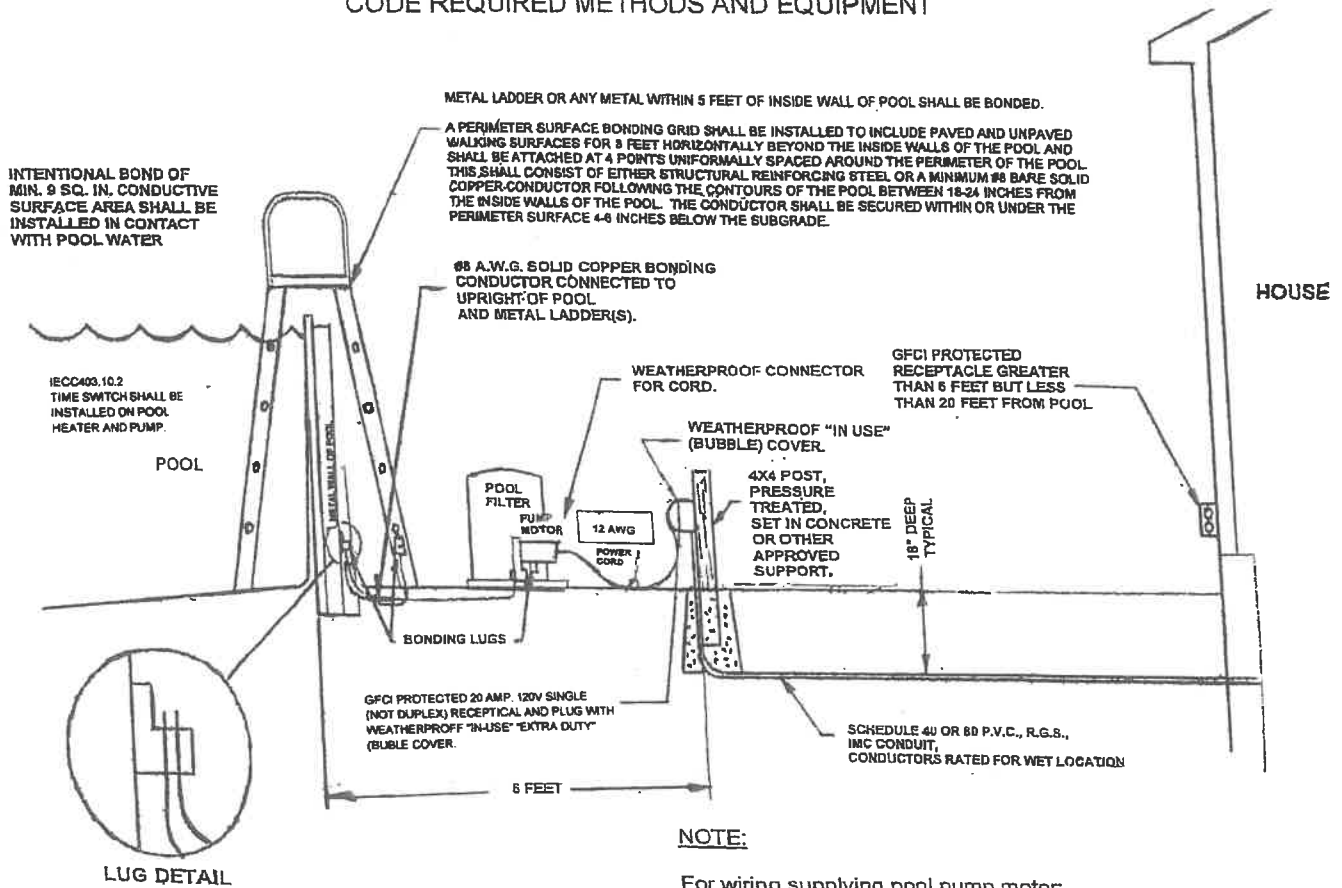 CODE REQUIRED METHODS AND EQUIPMENT
METAL LADDER OR ANY METAL WITHIN 5 FEET OF INSIDE WALL OF POOL SHALL BE BONDED.
A PERIMETER SURFACE BONDING GRID SHALL BE INSTALLED TO INCLUDE PAVED AND UNPAVED
WALKING SURFACES FOR 3 FEET HORIZONTALLY BEYOND THE INSIDE WALLS OF THE POOL AND
SHALL BE ATTACHED AT 4 POINTS UNIFORMALLY SPACED AROUND THE PERIMETER OF THE POOL
THIS SHALL CONSIST OF EITHER STRUCTURAL REINFORCING STEEL OR A MINIMUM #8 BARE SOLID
COPPER-CONDUCTOR FOLLOWING THE CONTOURS OF THE POOL BETWEEN 18-24 INCHES FROM
THE INSIDE WALLS OF THE POOL. THE CONDUCTOR SHALL BE SECURED WITHIN OR UNDER THE
PERIMETER SURFACE 4-6 INCHES BELOW THE SUBGRADE.
INTENTIONAL BOND OF
MIN. 9 SQ. IN. CONDUCTIVE
SURFACE AREA SHALL BE
INSTALLED IN CONTACT
WITH POOL WATER
#8 A.W.G. SOLID COPPER BONDING
CONDUCTOR CONNECTED TO
UPRIGHT OF POOL
AND METAL LADDER(S).
HOUSE
IECC403.10.2
TIME SWITCH SHALL BE
INSTALLED ON POOL
HEATER AND PUMP.
POOL
METAL WALL OF POOL
WEATHERPROOF CONNECTOR
FOR CORD.
GFCI PROTECTED
RECEPTACLE GREATER
THAN 6 FEET BUT LESS
THAN 20 FEET FROM POOL
WEATHERPROOF "IN USE"
(BUBBLE) COVER.
4X4 POST,
PRESSURE
TREATED,
SET IN CONCRETE
OR OTHER
APPROVED
SUPPORT.
POOL
FILTER
PUMP
MOTOR
12 AWG
POWER
CORD
18" DEEP
TYPICAL
BONDING LUGS
GFCI PROTECTED 20 AMP. 120V SINGLE
(NOT DUPLEX) RECEPTICAL AND PLUG WITH
WEATHERPROFF "IN-USE" "EXTRA DUTY"
(BUBLE COVER.
SCHEDULE 40 OR 80 P.V.C., R.G.S.,
IMC CONDUIT,
CONDUCTORS RATED FOR WET LOCATION
6 FEET
LUG DETAIL
NOTE:
For wiring supplying pool pump motor: